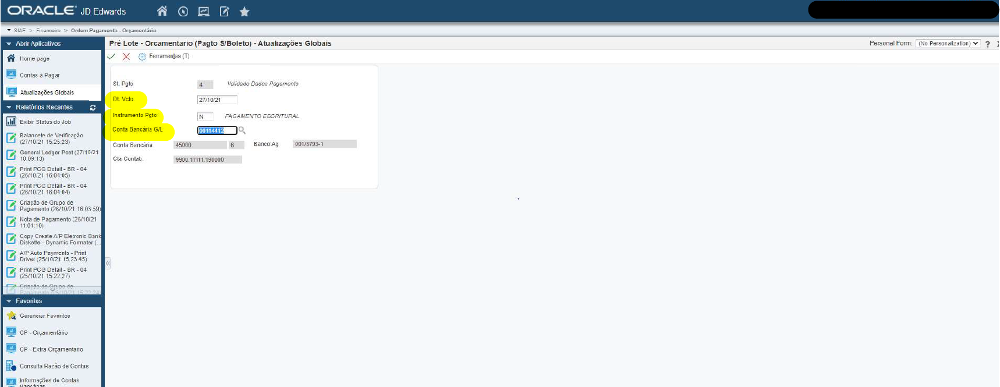 ORACLE® JD Edwards
SIAF > Financeiro > Ordem Pagamento - Orçamentário
Abrir Aplicativos
Home page
Contas à Pagar
Atualizações Globais
Relatórios Recentes
Exibir Status do Job
Balancete de Verificação
(27/10/21 15:25:23)
General Ledger Post (27/10/21
10:09:13)
Print PCG Detail - BR - 04
(26/10/21 16:04:05)
Print PCG Detail - BR - 04
(26/10/21 16:04:04)
Criação de Grupo de
Pagamento (26/10/21 16:03:59)
Nota de Pagamento (26/10/21
11:01:10)
Copy Create A/P Eletronic Bank
Diskette - Dynamic Formater (...
A/P Auto Payments - Print
Driver (25/10/21 15:23:45)
Print PCG Detail - BR - 04
(25/10/21 15:22:27)
Criação de Grupo de
Pagamento (25/10/21 15:22:24)
Favoritos
Gerenciar Favoritos
CP - Orçamentário
CP - Extra-Orçamentario
Consulta Razão de Contas
Informações de Contas
Bancárias
Pré Lote - Orcamentario (Pagto S/Boleto) - Atualizações Globais
Personal Form: (No Personalization)
Ferramentas (T)
St. Pgto 4 Validado Dados Pagamento
Dt. Vcto 27/10/21
Instrumento Pgto N PAGAMENTO ESCRITURAL
Conta Bancária G/L 00114412
Conta Bancária 45000 6 Banco\Ag 001/3793-1
Cta Contab. 9900.11111.190000